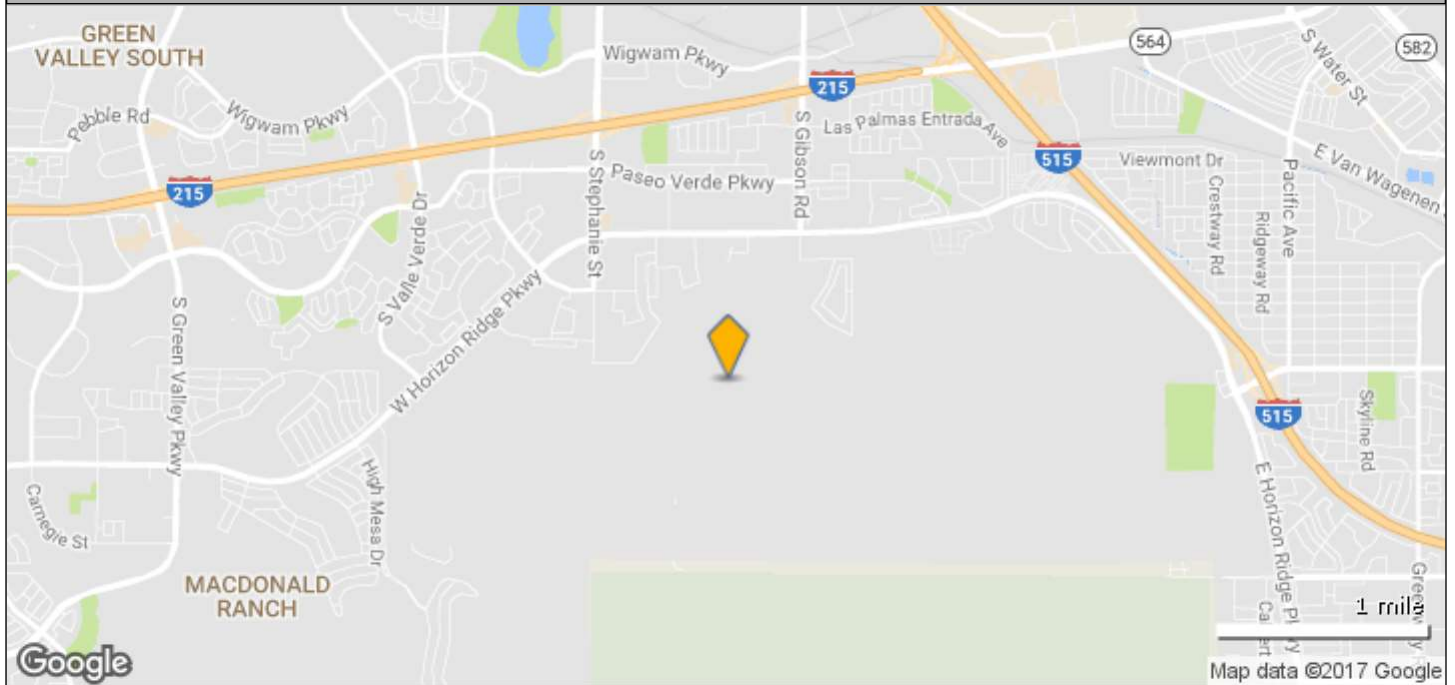 GREEN
VALLEY SOUTH
Wigwam Pkwy
564
582
S Water St
Pebble Rd
Wigwam Pkwy
215
S Gibson Rd
Las Palmas Entrada Ave
515
Viewmont Dr
E Van Wagenen
215
S Valle Verde Dr
S Stephanie St
Paseo Verde Pkwy
Crestway Rd
Ridgeway Rd
Pacific Ave
S Green Valley Pkwy
W Horizon Ridge Pkwy
515
Skyline Rd
Carnegie St
High Mesa Dr
E Horizon Ridge Pkwy
MACDONALD
RANCH
1 mile
Google
Map data ©2017 Google